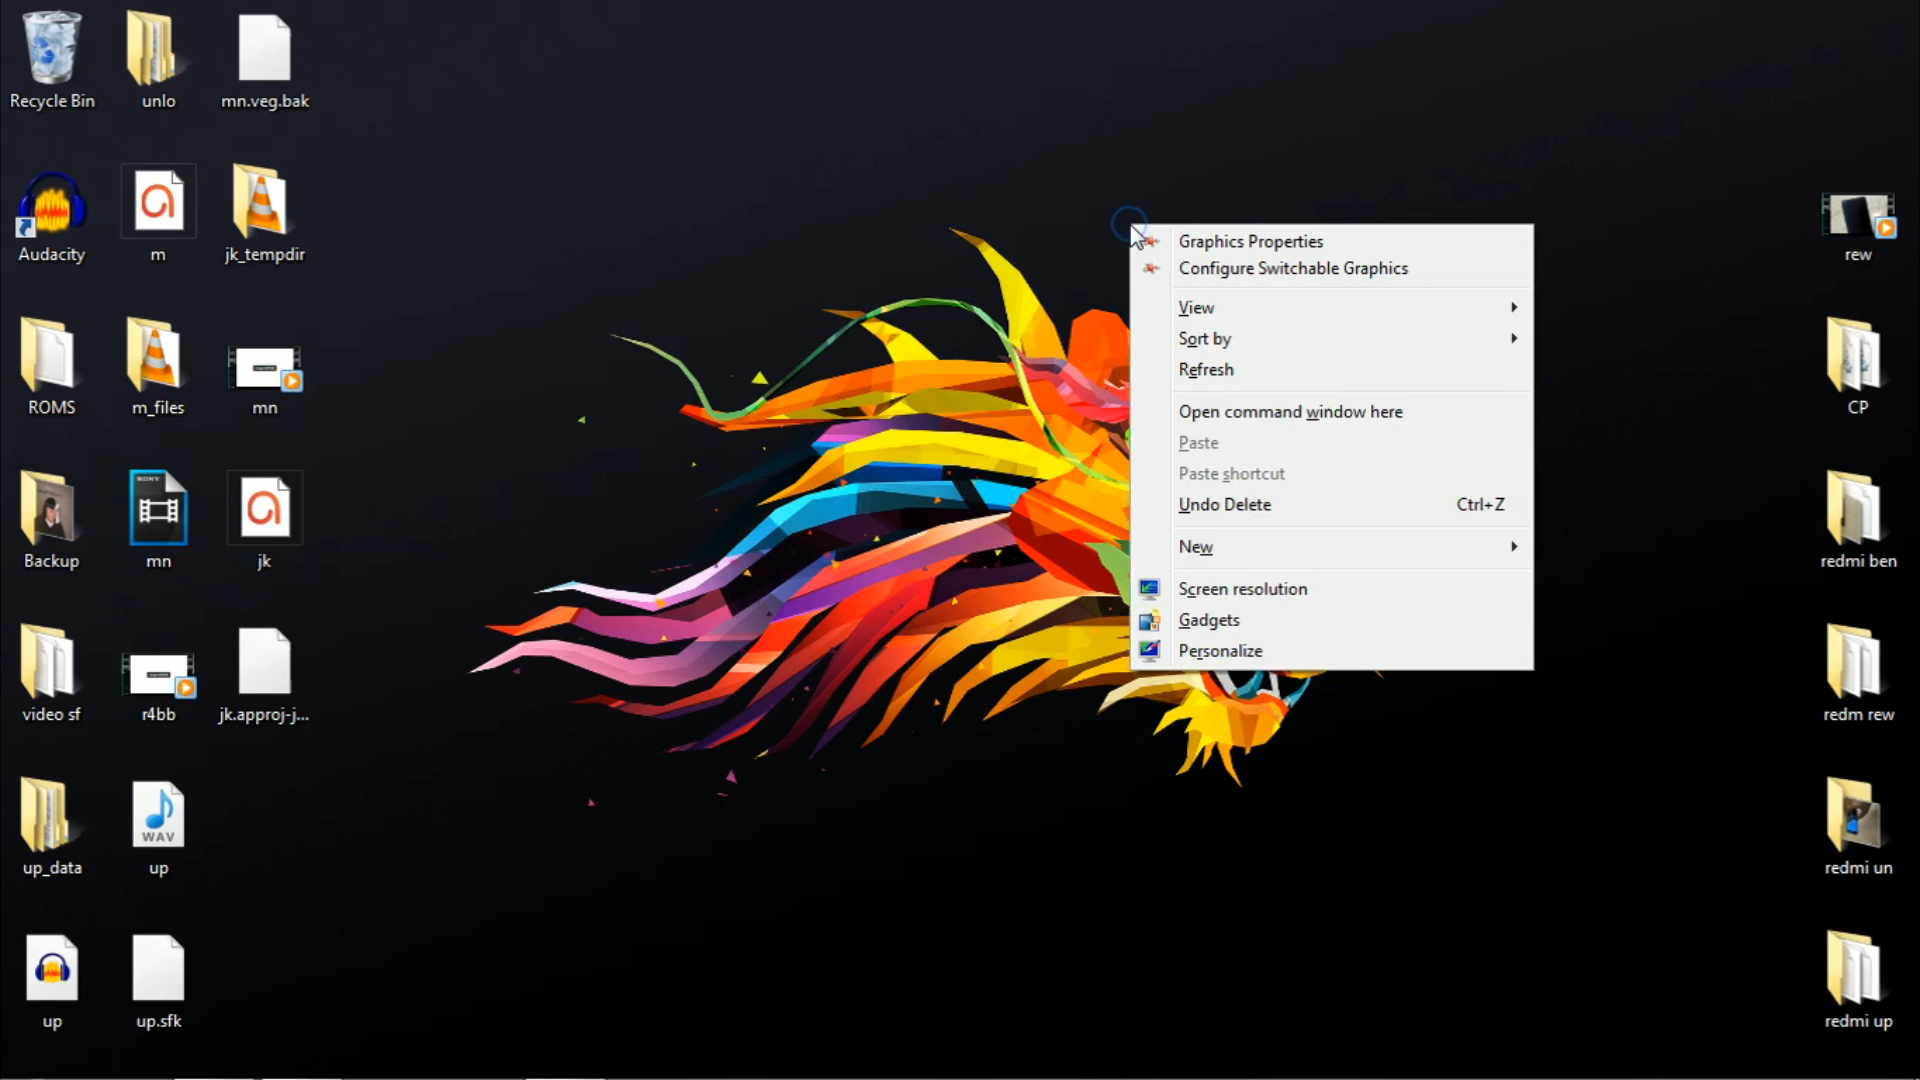 Recycle Bin
unlo
mn.veg.bak
Audacity
m
jk_tempdir
ROMS
m_files
mn
Backup
SONY
mn
jk
video sf
r4bb
jk.approj-j...
up_data
WAV
up
up
up.sfk
Graphics Properties
Configure Switchable Graphics
View
Sort by
Refresh
Open command window here
Paste
Paste shortcut
Undo Delete Ctrl+Z
New
Screen resolution
Gadgets
Personalize
rew
CP
redmi ben
redm rew
redmi un
redmi up